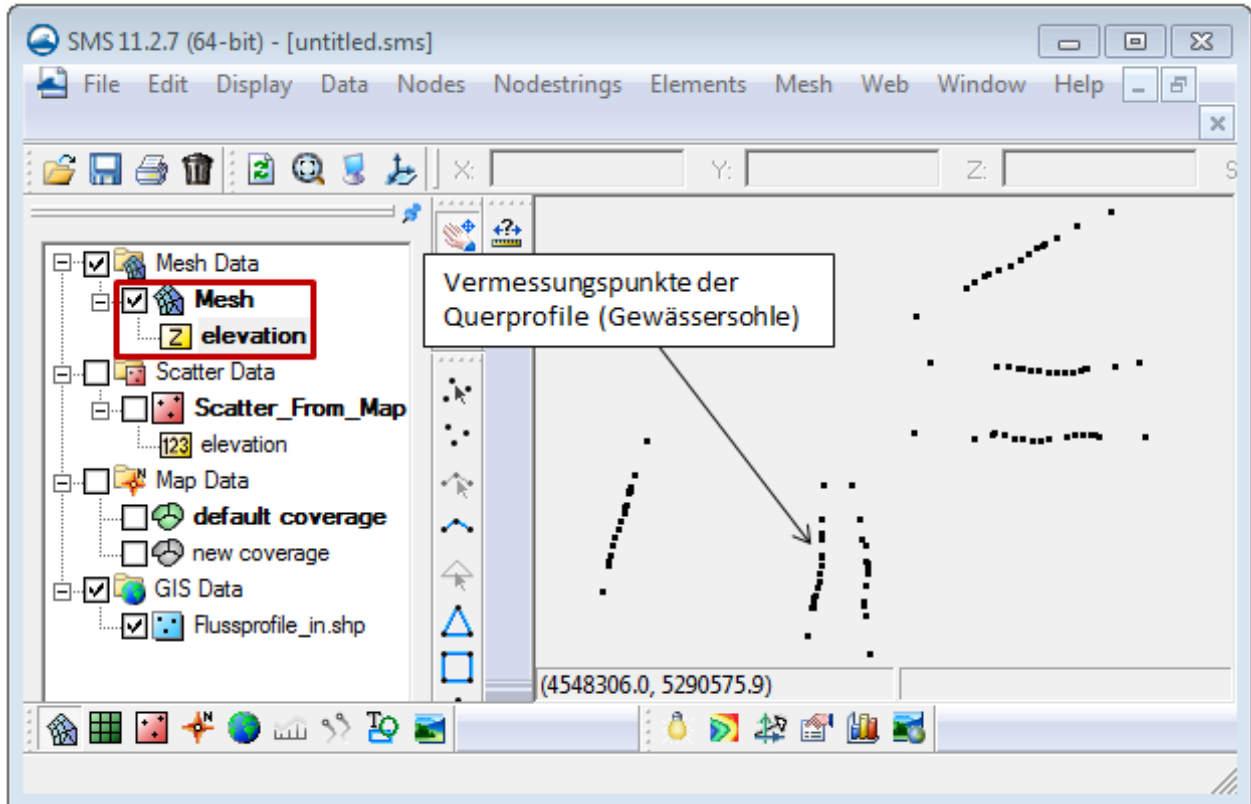 SMS 11.2.7 (64-bit) - [untitled.sms]
File Edit Display Data Nodes Nodestrings Elements Mesh Web Window Help
X: Y: Z: S
Mesh Data
Mesh
Z elevation
Scatter Data
Scatter_From_Map
123 elevation
Map Data
default coverage
new coverage
GIS Data
Flussprofile_in.shp
Vermessungspunkte der
Querprofile (Gewässersohle)
(4548306.0, 5290575.9)